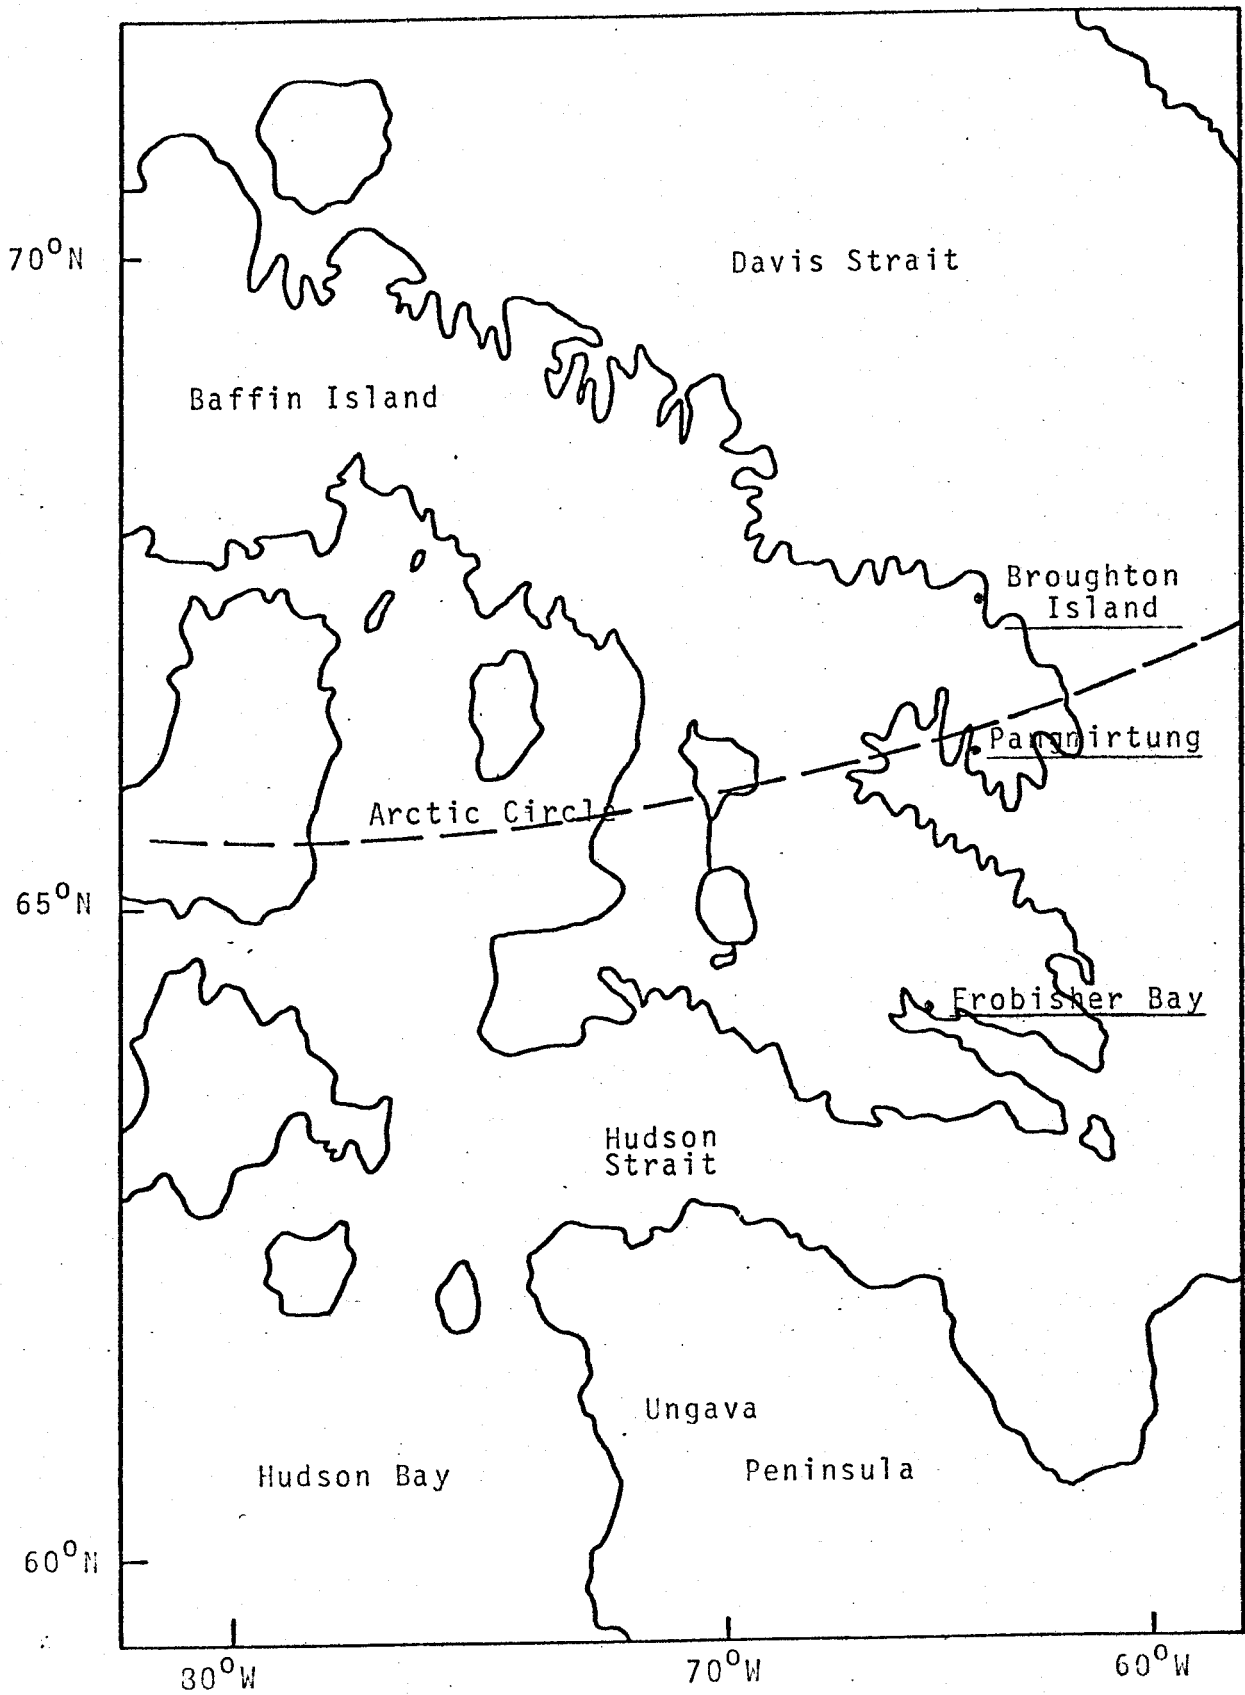 70°N
Davis Strait
Baffin Island
Broughton
Island
Pangnirtung
Arctic Circle
65°N
Frobisher Bay
Hudson
Strait
Ungava
Peninsula
Hudson Bay
60°N
80°W
70°W
60°W